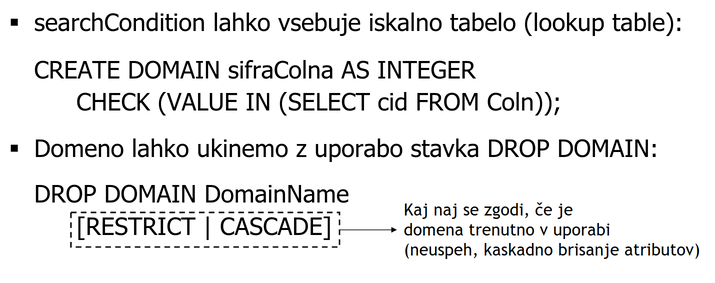 ▪ searchCondition lahko vsebuje iskalno tabelo (lookup table):
CREATE DOMAIN sifraColna AS INTEGER
CHECK (VALUE IN (SELECT cid FROM Coln));
▪ Domeno lahko ukinemo z uporabo stavka DROP DOMAIN:
DROP DOMAIN DomainName
[RESTRICT | CASCADE]
Kaj naj se zgodi, če je
domena trenutno v uporabi
(neuspeh, kaskadno brisanje atributov)